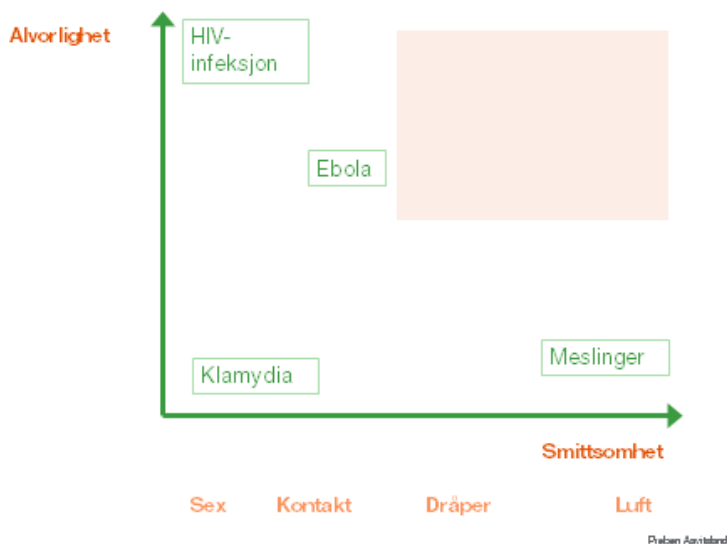 Alvorlighet
HIV-
infeksjon
Ebola
Meslinger
Klamydia
Smittsomhet
Sex Kontakt Dråper Luft
Preben Aavitsland